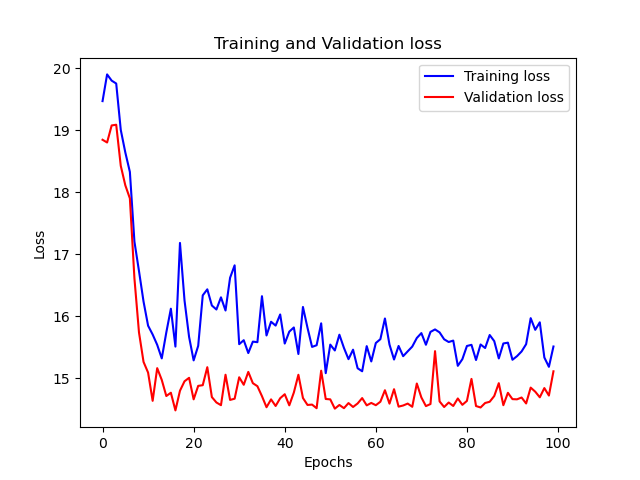 Training and Validation loss
Training loss
Validation loss
20
19
18
17
16
15
Loss
0
20
40
60
80
100
Epochs